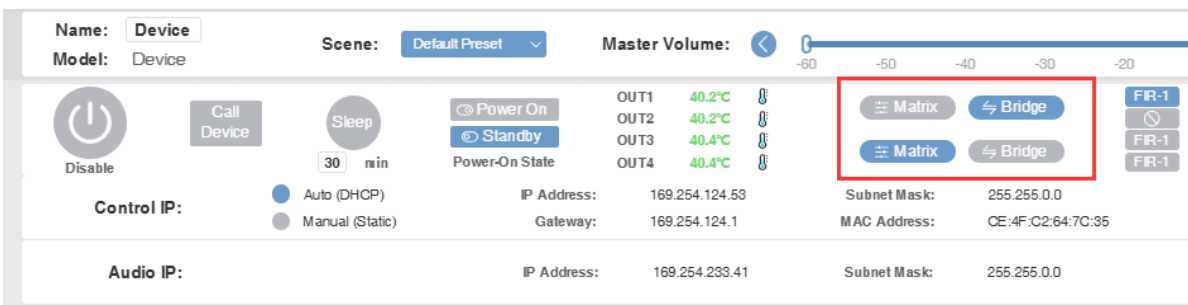 Name: Device
Model: Device
Scene: Default Preset
Master Volume:
-60 -50 -40 -30 -20
Disable
Call
Device
Sleep
30 min
Power On
Standby
Power-On State
OUT1 40.2℃
OUT2 40.2℃
OUT3 40.4℃
OUT4 40.4℃
Matrix Bridge
Matrix Bridge
FIR-1
FIR-1
FIR-1
Control IP:
Auto (DHCP)
Manual (Static)
IP Address: 169.254.124.53
Gateway: 169.254.124.1
Subnet Mask: 255.255.0.0
MAC Address: CE:4F:C2:64:7C:35
Audio IP:
IP Address: 169.254.233.41
Subnet Mask: 255.255.0.0